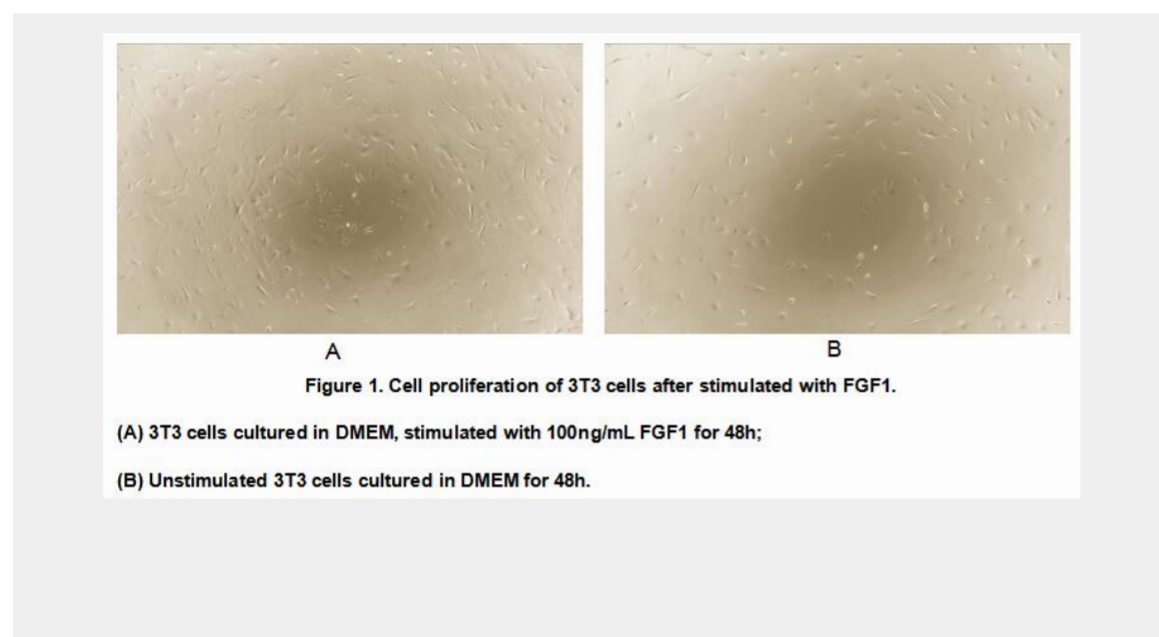 A
B
Figure 1. Cell proliferation of 3T3 cells after stimulated with FGF1.
(A) 3T3 cells cultured in DMEM, stimulated with 100ng/mL FGF1 for 48h;
(B) Unstimulated 3T3 cells cultured in DMEM for 48h.